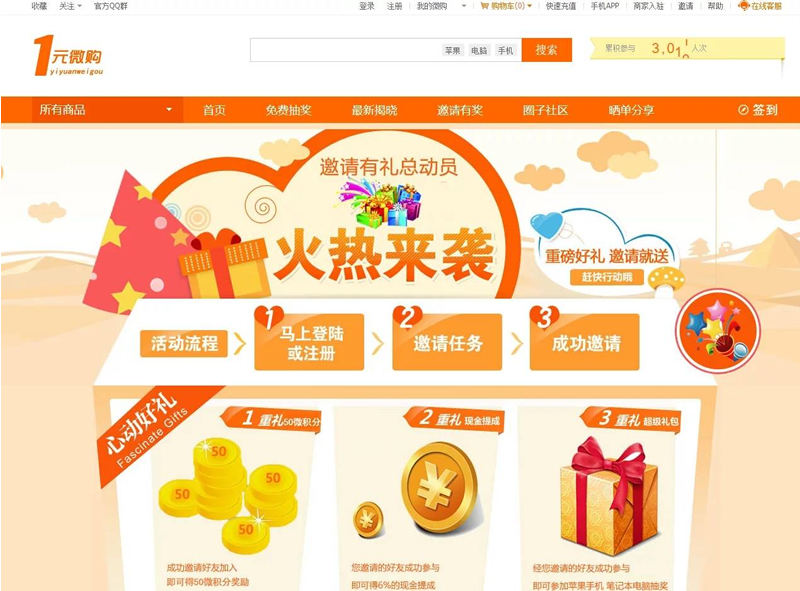 收藏 关注 官方QQ群 登录 注册 我的微购 购物车(0) 快速充值 手机APP 商家入驻 邀请 帮助 在线客服
1元微购
yiyuanweigou
苹果 电脑 手机 搜索
累积参与 3,0 人次
所有商品 首页 免费抽奖 最新揭晓 邀请有奖 圈子社区 晒单分享 签到
邀请有礼总动员
火热来袭
重磅好礼 邀请就送
赶快行动哦
活动流程
1 马上登陆
或注册
2 邀请任务
3 成功邀请
心动好礼
Fascinate Gifts
1 重礼50微积分
2 重礼 现金提成
3 重礼 超级礼包
50
50
50
50
¥
¥
成功邀请好友加入
即可得50微积分奖励
您邀请的好友成功参与
即可得6%的现金提成
经您邀请的好友成功参与
即可参加苹果手机 笔记本电脑抽奖